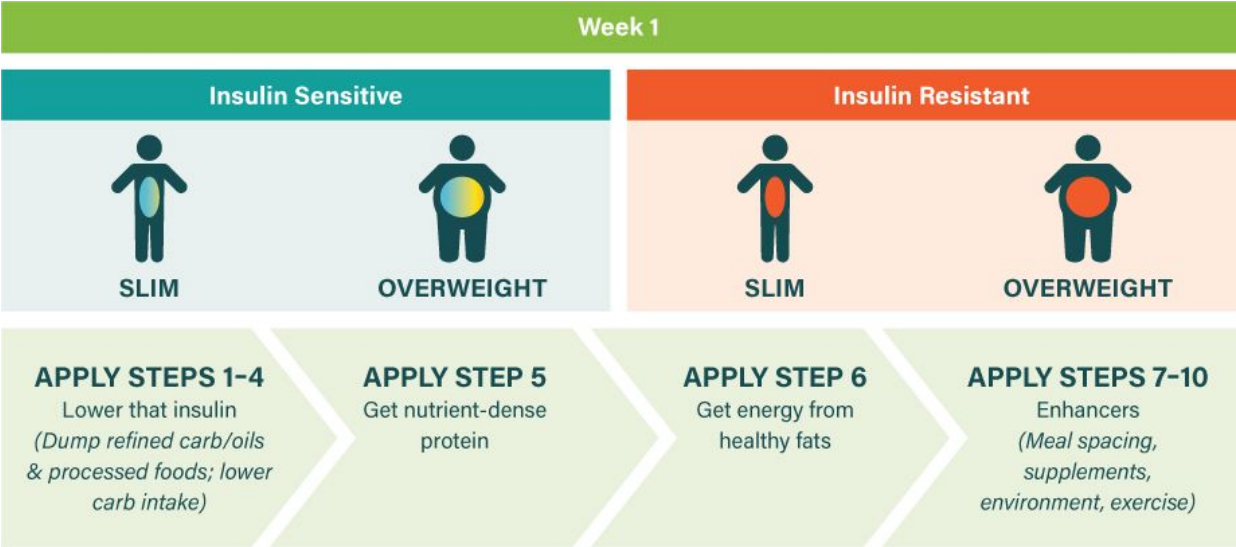 Week 1
Insulin Sensitive
Insulin Resistant
SLIM
OVERWEIGHT
SLIM
OVERWEIGHT
APPLY STEPS 1–4
Lower that insulin
(Dump refined carb/oils
& processed foods; lower
carb intake)
APPLY STEP 5
Get nutrient-dense
protein
APPLY STEP 6
Get energy from
healthy fats
APPLY STEPS 7–10
Enhancers
(Meal spacing,
supplements,
environment, exercise)